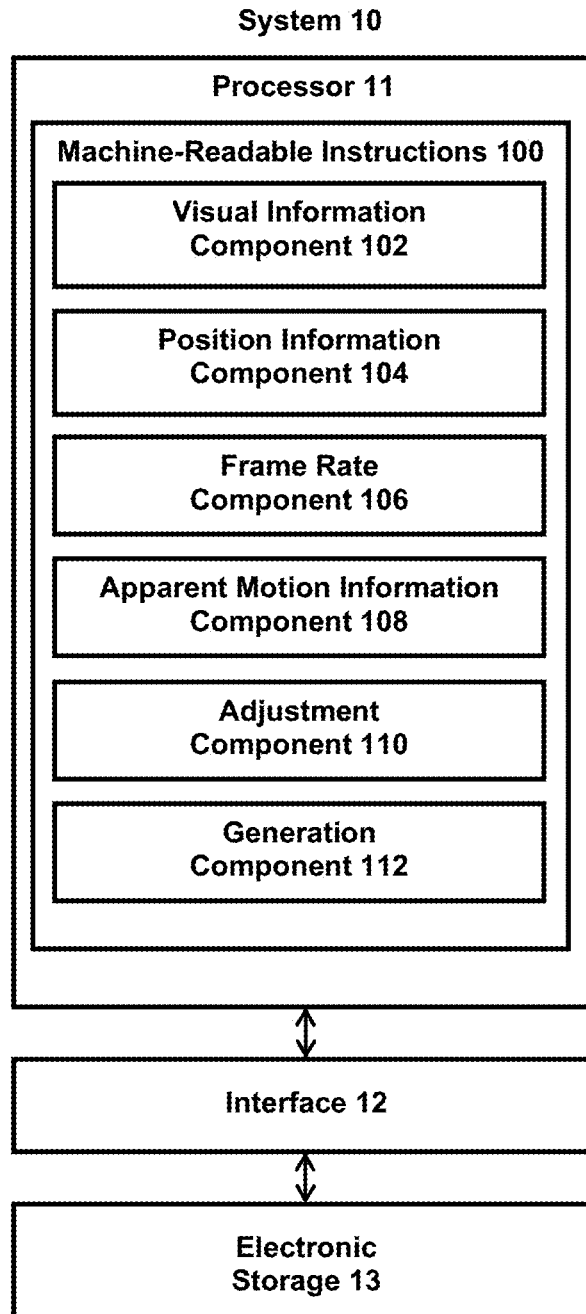 System 10
Processor 11
Machine-Readable Instructions 100
Visual Information
Component 102
Position Information
Component 104
Frame Rate
Component 106
Apparent Motion Information
Component 108
Adjustment
Component 110
Generation
Component 112
Interface 12
Electronic
Storage 13